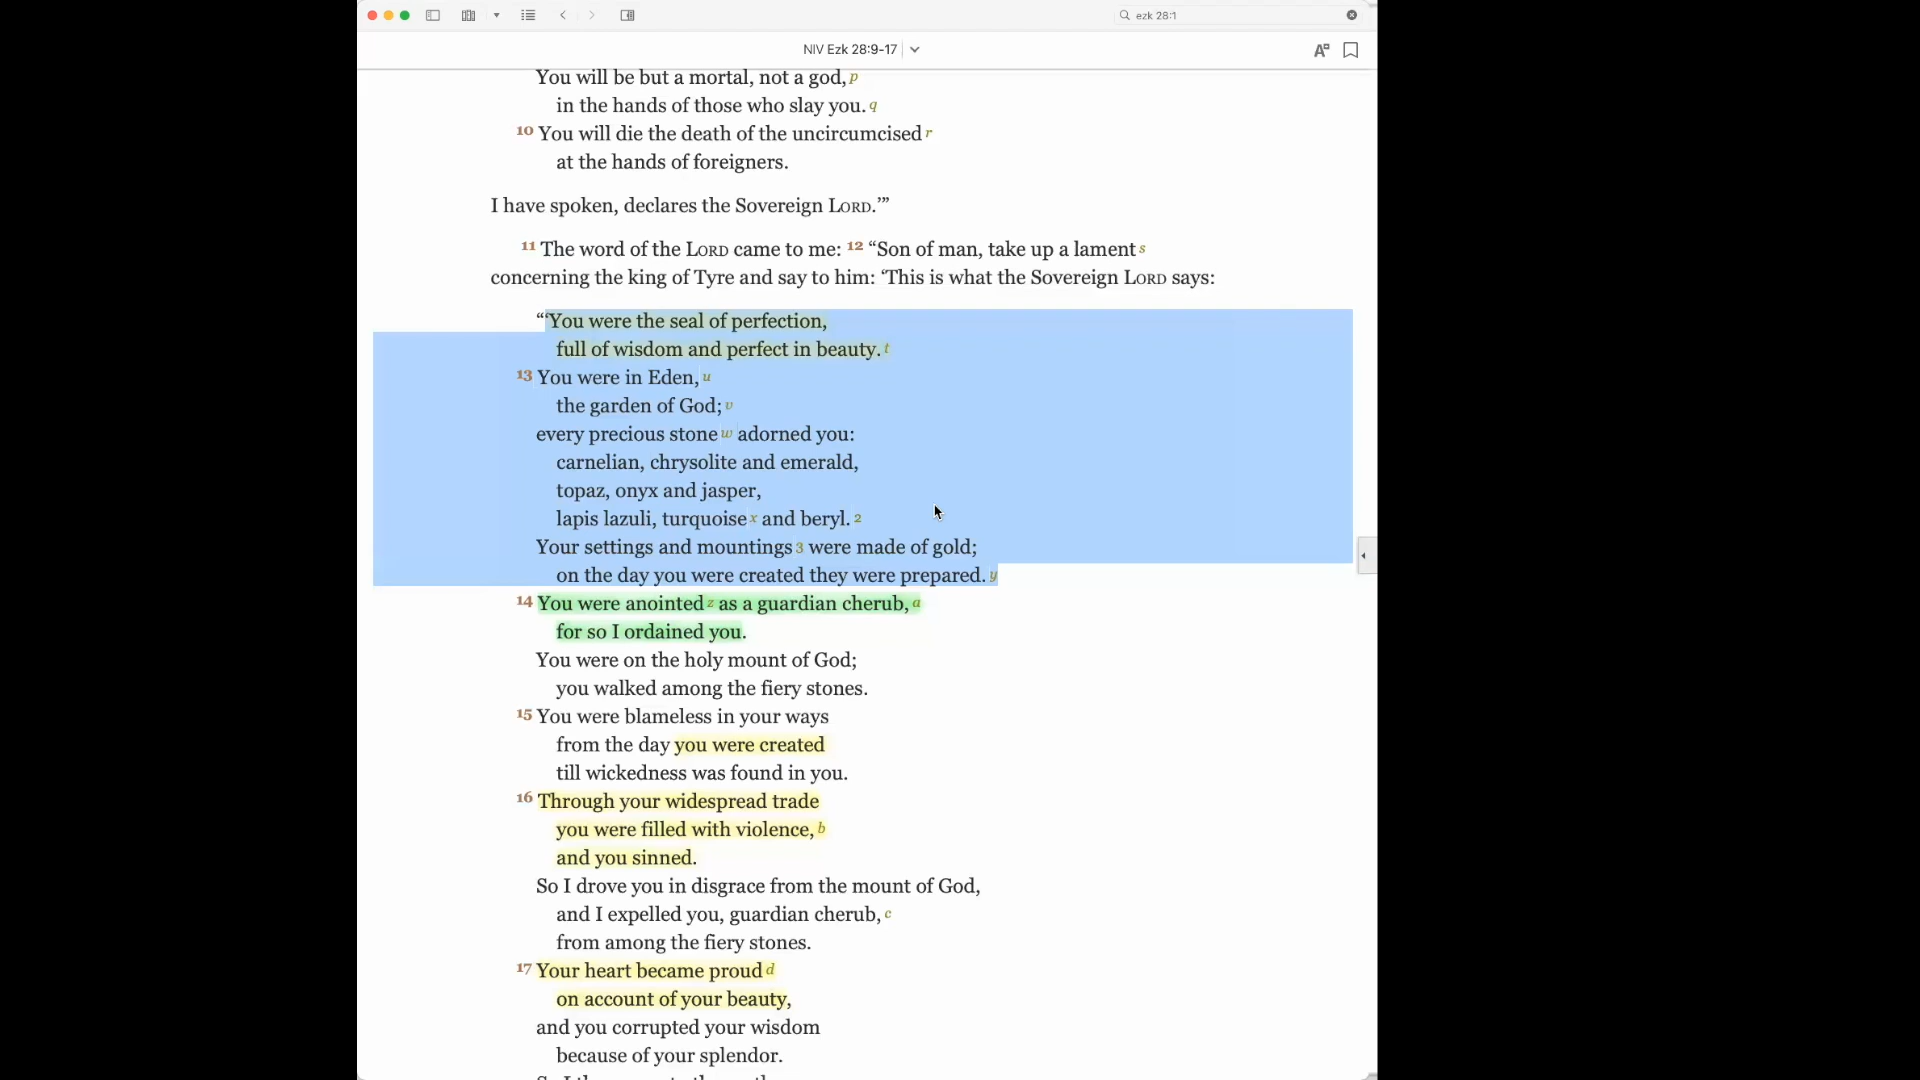 ezk 28:1
NIV Ezk 28:9-17
You will be but a mortal, not a god, p
in the hands of those who slay you. q
10 You will die the death of the uncircumcised r
at the hands of foreigners.
I have spoken, declares the Sovereign LORD.’”
11 The word of the LORD came to me: 12 “Son of man, take up a lament s
concerning the king of Tyre and say to him: ‘This is what the Sovereign LORD says:
“‘You were the seal of perfection,
full of wisdom and perfect in beauty. t
13 You were in Eden, u
the garden of God; v
every precious stone w adorned you:
carnelian, chrysolite and emerald,
topaz, onyx and jasper,
lapis lazuli, turquoise x and beryl. 2
Your settings and mountings 3 were made of gold;
on the day you were created they were prepared. y
14 You were anointed z as a guardian cherub, a
for so I ordained you.
You were on the holy mount of God;
you walked among the fiery stones.
15 You were blameless in your ways
from the day you were created
till wickedness was found in you.
16 Through your widespread trade
you were filled with violence, b
and you sinned.
So I drove you in disgrace from the mount of God,
and I expelled you, guardian cherub, c
from among the fiery stones.
17 Your heart became proud d
on account of your beauty,
and you corrupted your wisdom
because of your splendor.